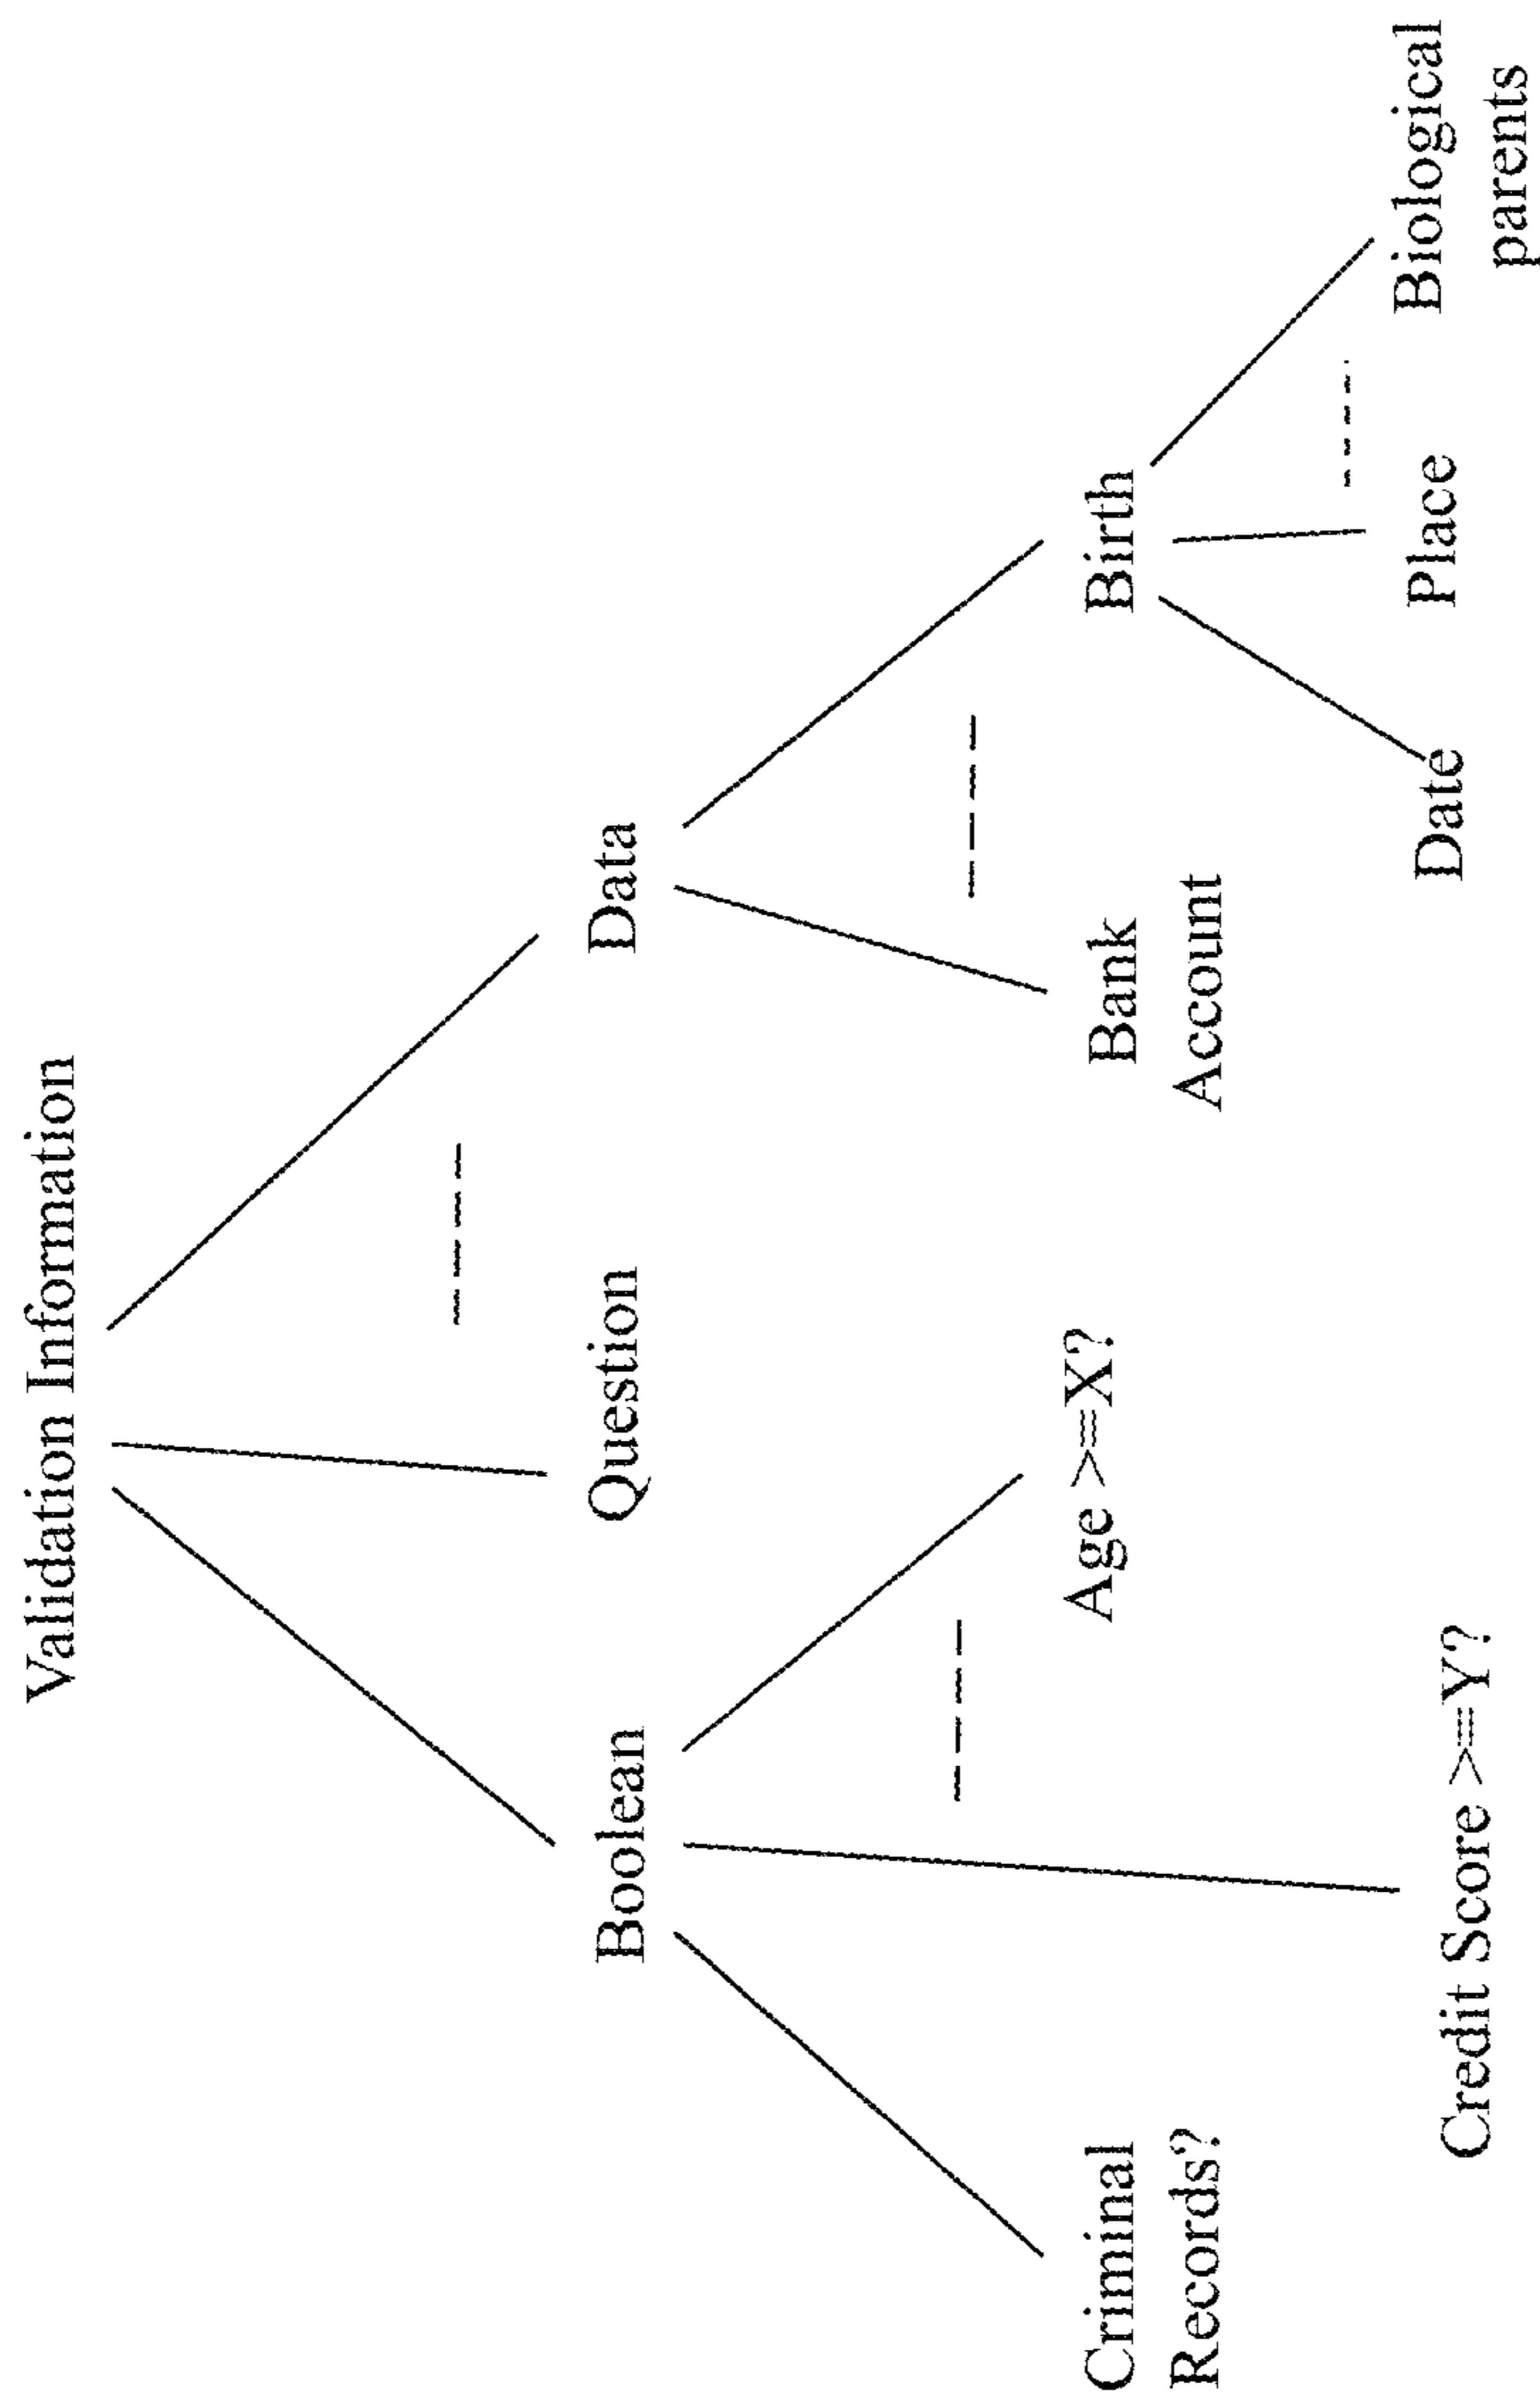 Validation Information
Boolean
Question
Data
Criminal
Records?
Credit Score >=Y?
Age >=X?
Bank
Account
Birth
Date
Place
Biological
parents